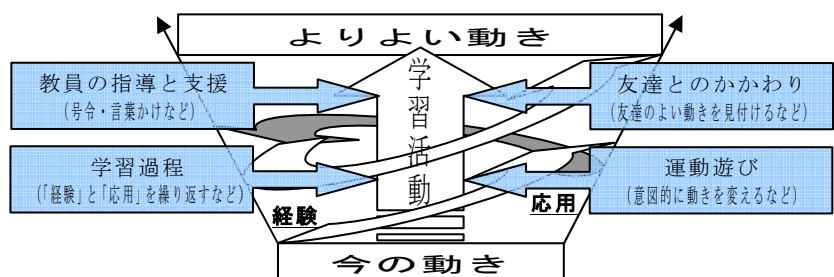 よりよい動き
教員の指導と支援
(号令・言葉かけなど)
友達とのかかわり
(友達のよい動きを見付けるなど)
学習活動
学習過程
(「経験」と「応用」を繰り返すなど)
運動遊び
(意図的に動きを変えるなど)
経験
応用
今の動き